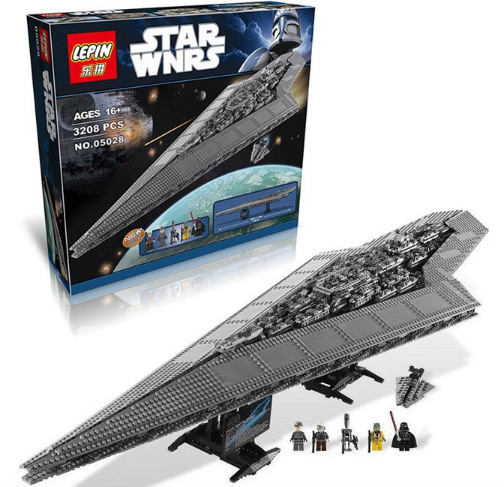 LEPIN
乐拼
STAR
WNRS
AGES 16+
3208 PCS
NO.05028
NEW